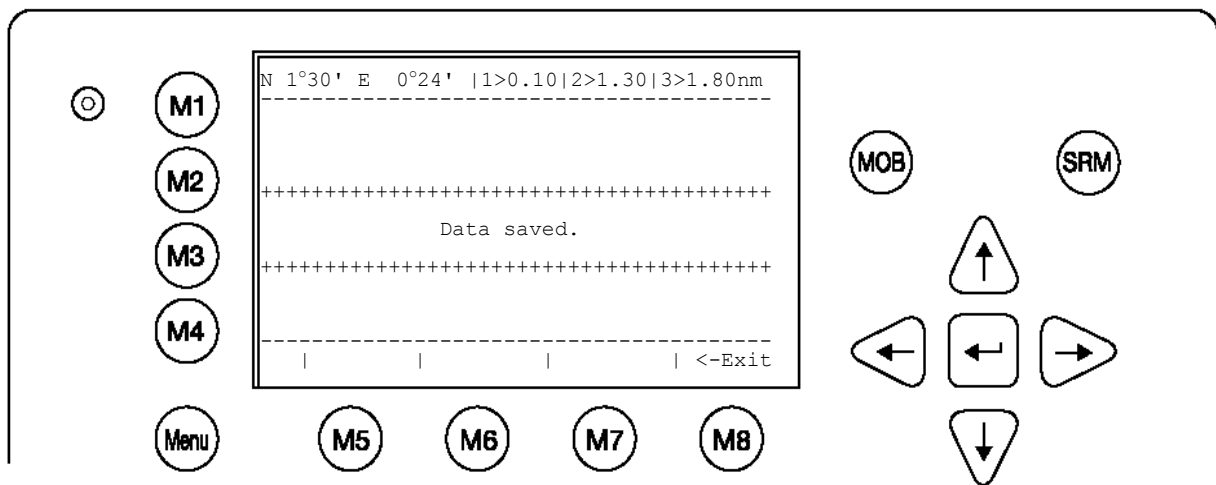 N 1°30' E 0°24' |1>0.10|2>1.30|3>1.80nm
----------------------------------------
++++++++++++++++++++++++++++++++++++++++
Data saved.
++++++++++++++++++++++++++++++++++++++++
----------------------------------------
| | | | <-Exit
M1
M2
M3
M4
Menu
M5 M6 M7 M8
MOB SRM